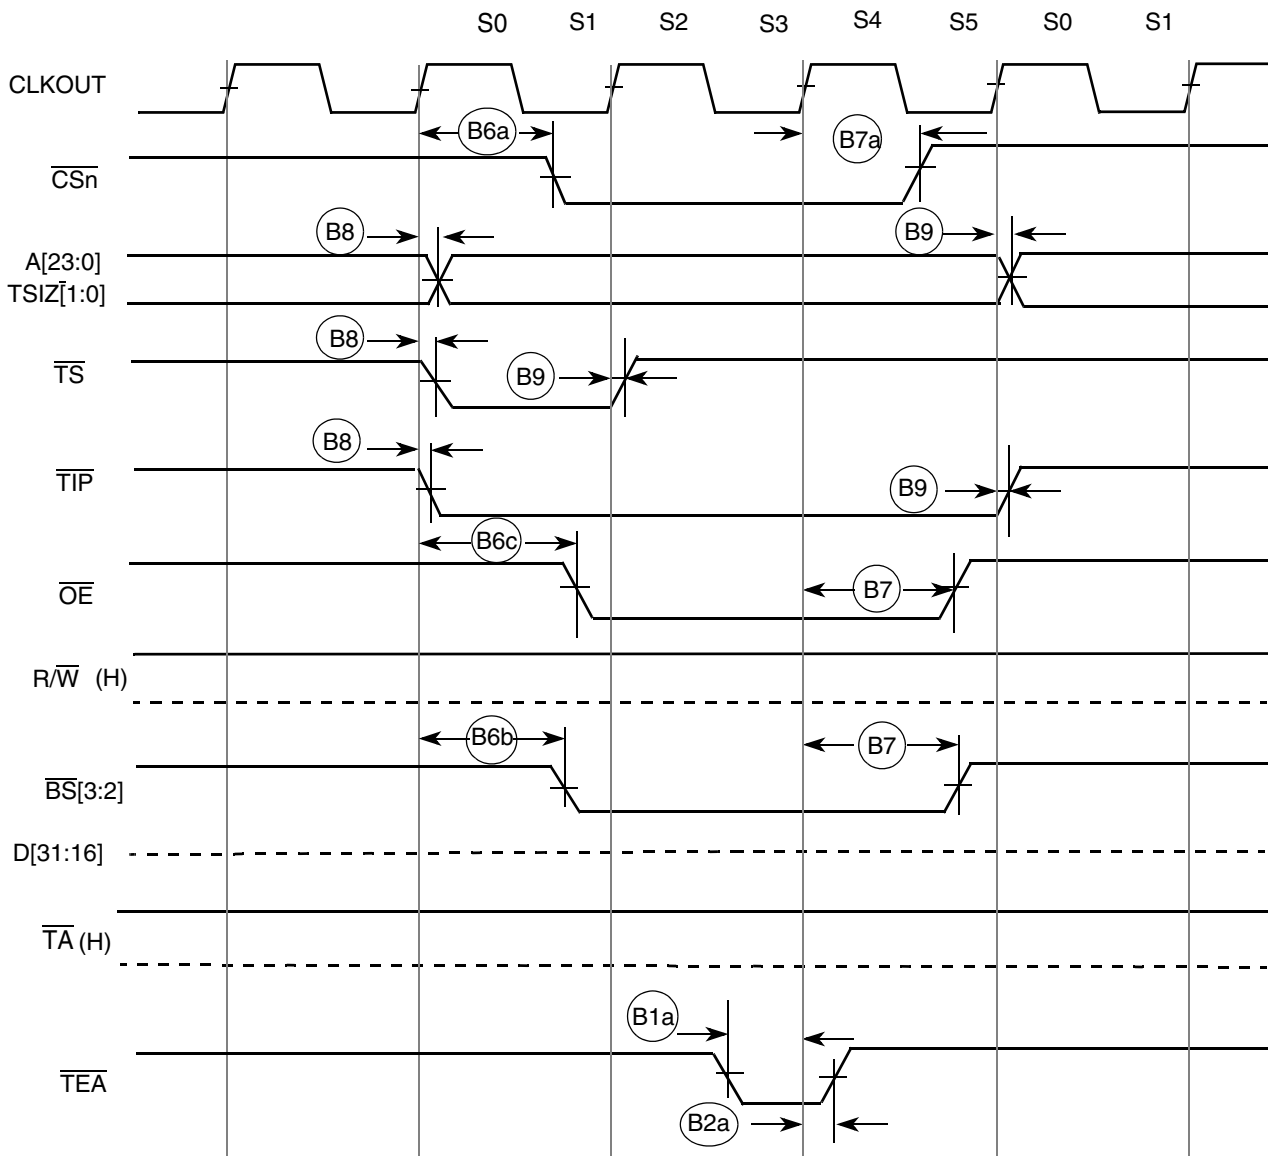 S0 S1 S2 S3 S4 S5 S0 S1
CLKOUT
B6a B7a
CSn
B8 B9
A[23:0]
TSIZ[1:0]
B8
TS B9
B8
TIP B9
B6c
OE B7
R/W (H)
B6b B7
BS[3:2]
D[31:16]
TA (H)
B1a
TEA
B2a